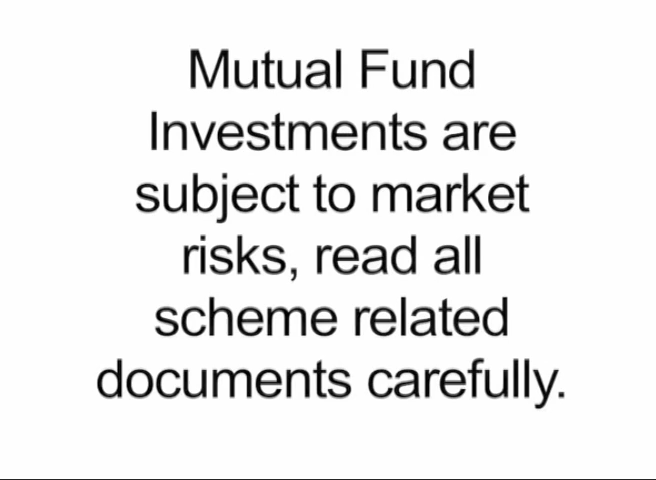 Mutual Fund
Investments are
subject to market
risks, read all
scheme related
documents carefully.